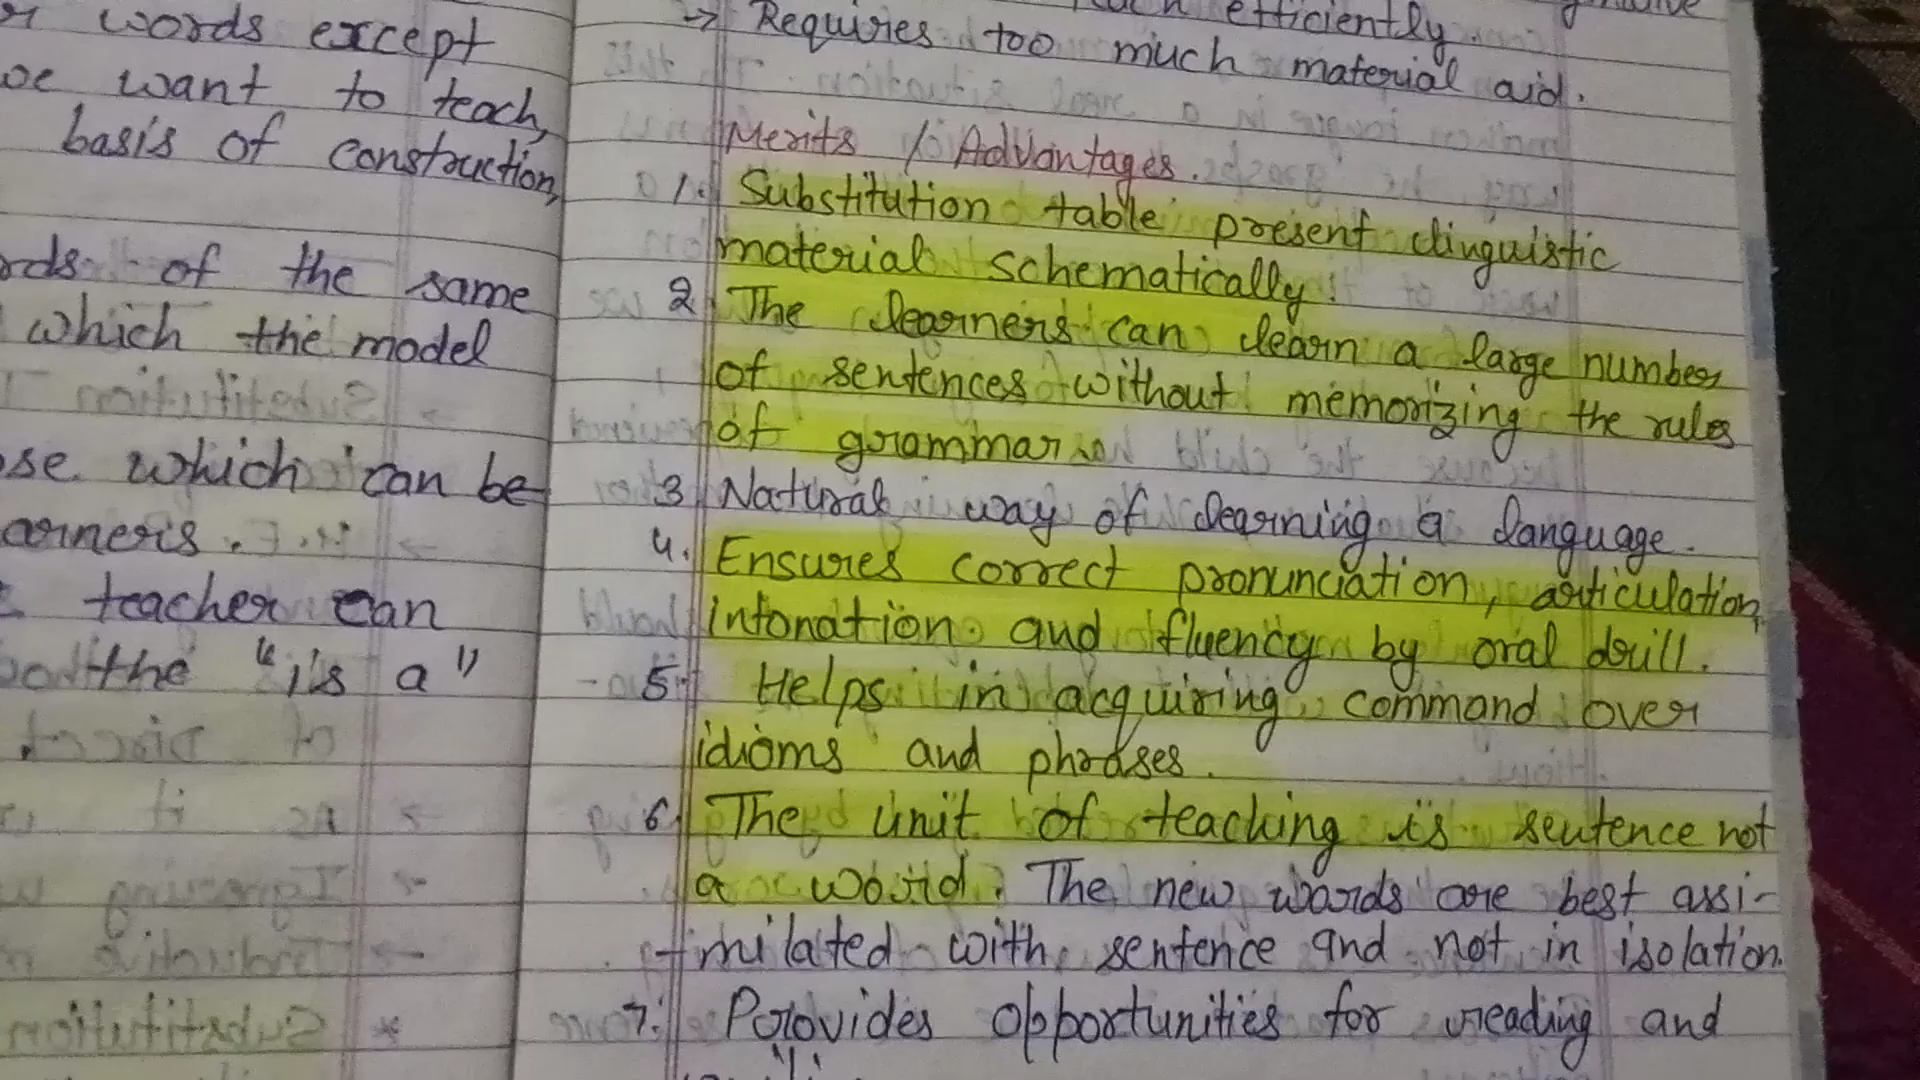 words except
want to teach,
basis of construction,
of the same
which the model
which can be
teacher can
the "is a"
efficiently.
→ Requires too much material aid.
Merits / Advantages.
1. Substitution table present linguistic
material schematically.
2. The learners can learn a large number
of sentences without memorizing the rules
of grammar
3. Natural way of learning a language.
4. Ensures correct pronunciation, articulation,
intonation and fluency by oral drill.
5. Helps in acquiring command over
idioms and phrases.
6. The unit of teaching is sentence not
a word. The new words are best assi-
-milated with sentence and not in isolation.
7. Provides opportunities for reading and